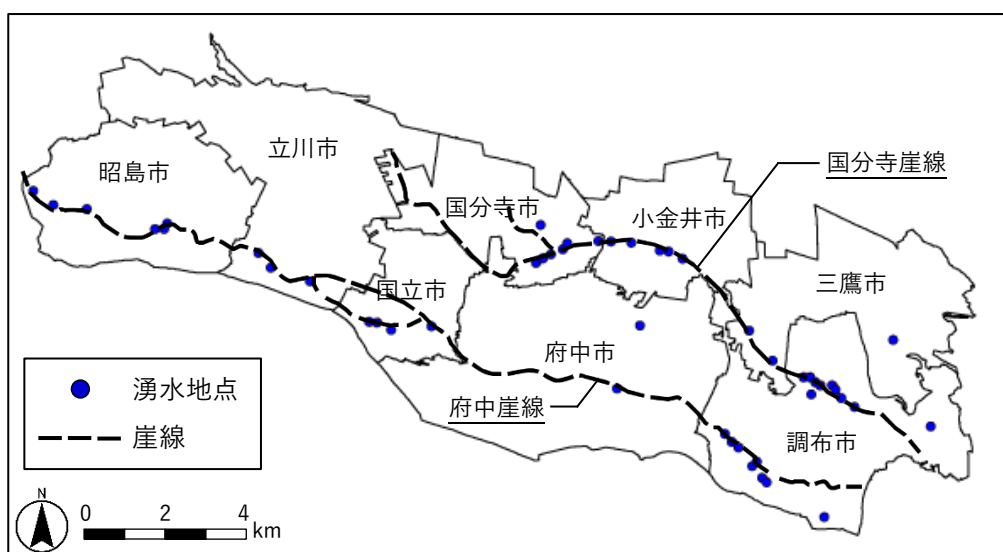 立川市
昭島市
国分寺崖線
国分寺市
小金井市
国立市
三鷹市
府中市
湧水地点
府中崖線
崖線
調布市
N
0 2 4
km